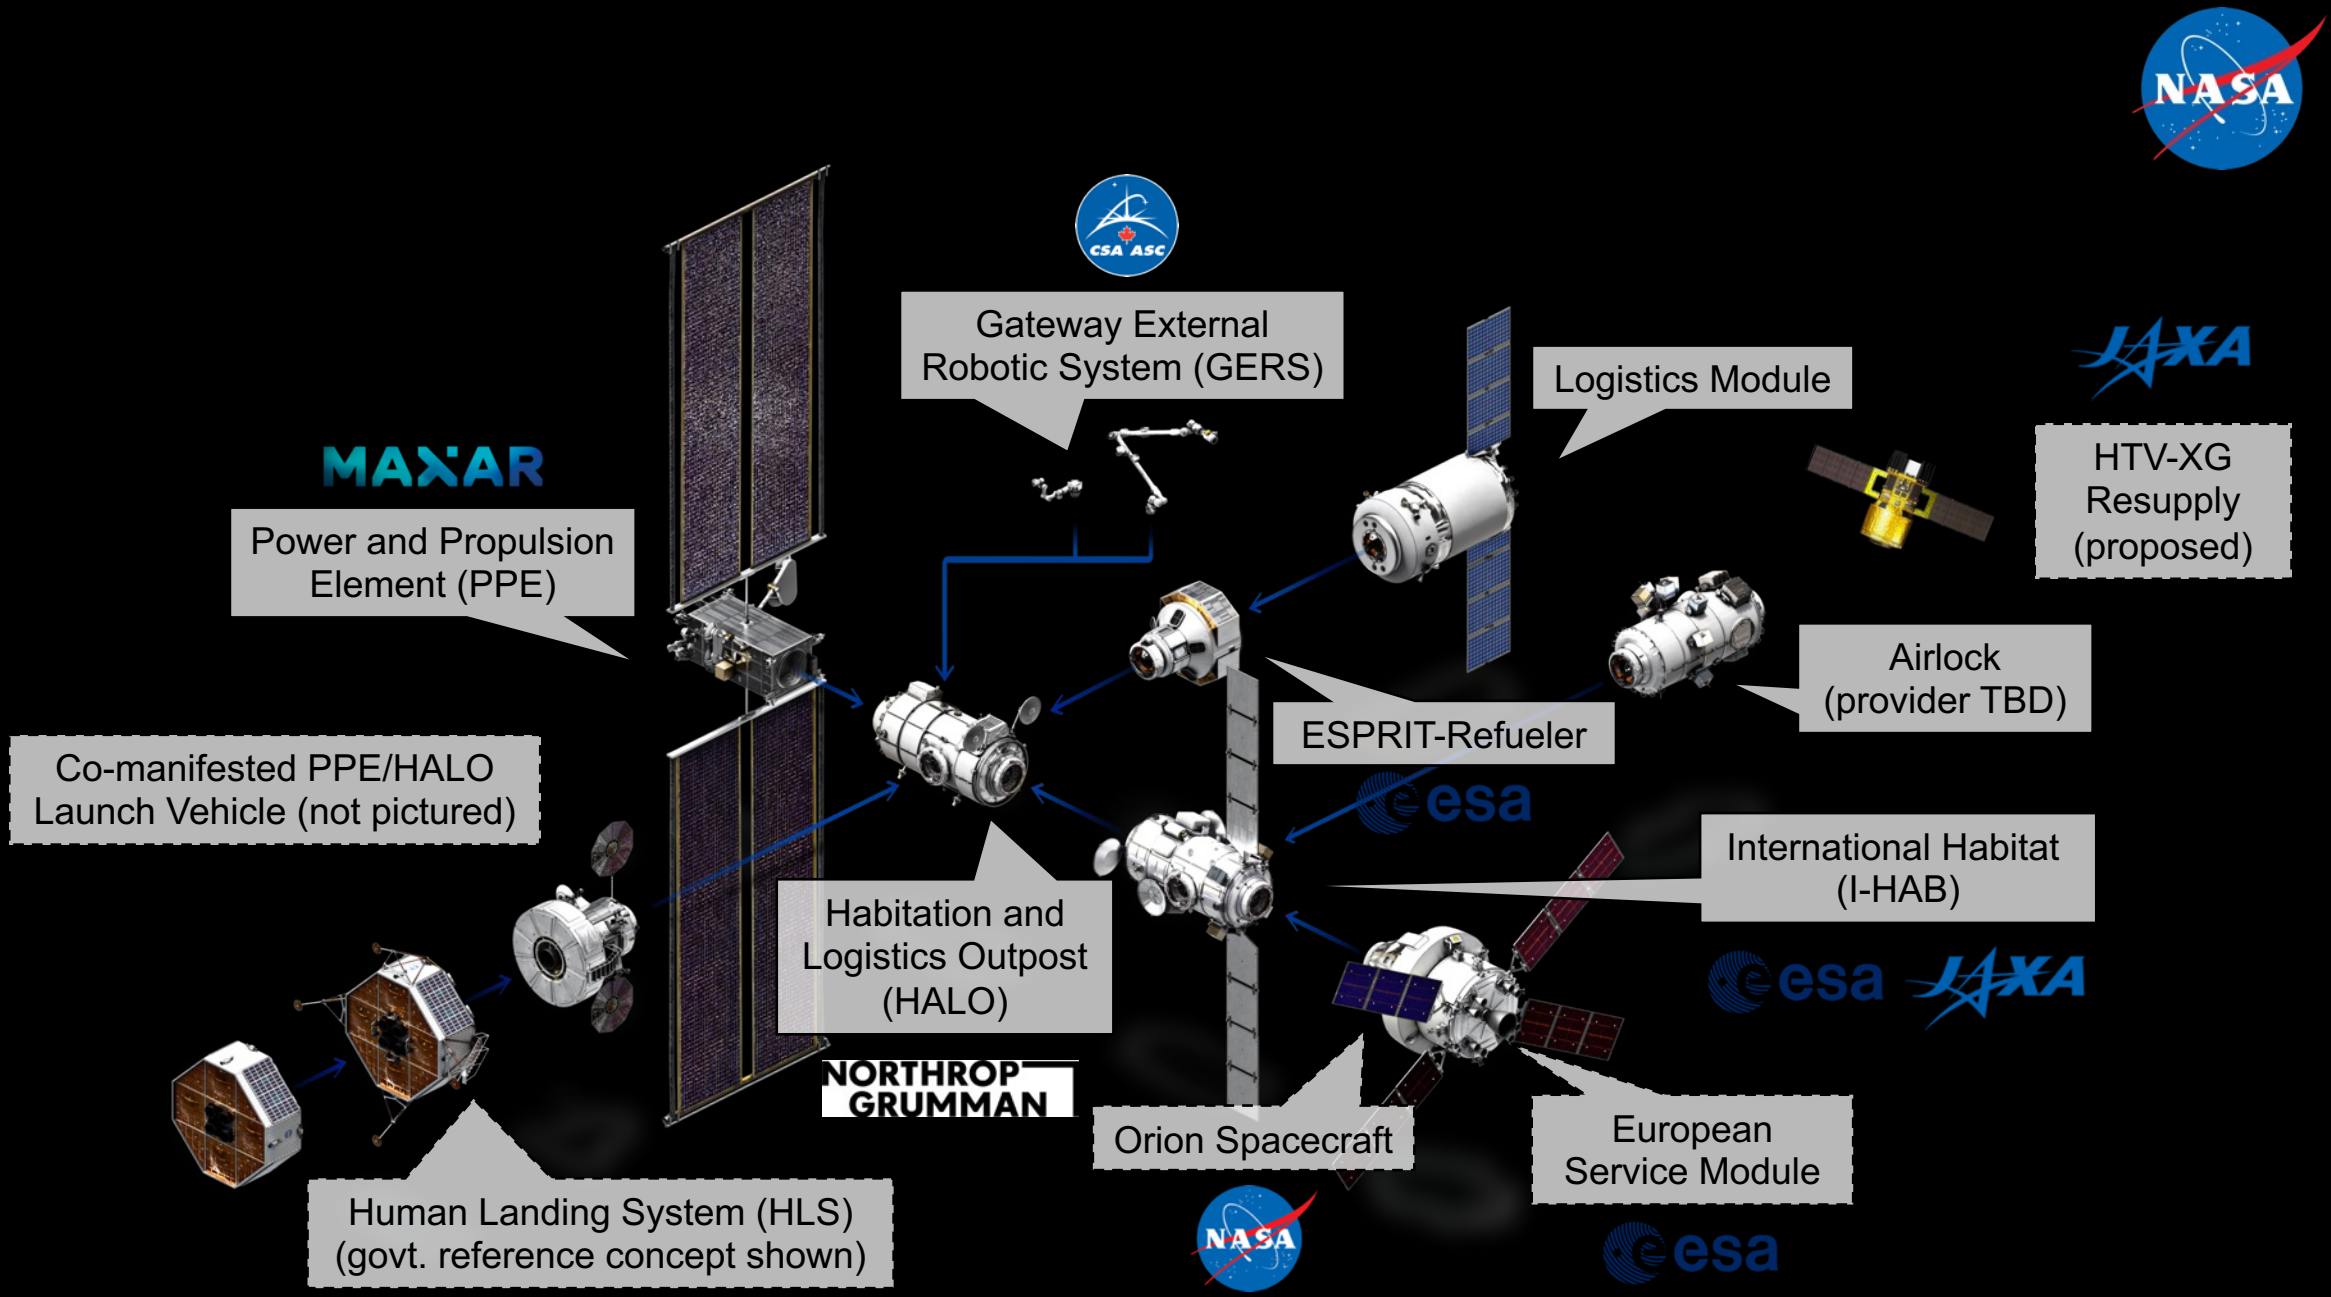 NASA
CSA ASC
Gateway External
Robotic System (GERS)
Logistics Module
JAXA
HTV-XG
Resupply
(proposed)
MAXAR
Power and Propulsion
Element (PPE)
Airlock
(provider TBD)
ESPRIT-Refueler
esa
Co-manifested PPE/HALO
Launch Vehicle (not pictured)
International Habitat
(I-HAB)
esa
JAXA
Habitation and
Logistics Outpost
(HALO)
NORTHROP
GRUMMAN
Orion Spacecraft
NASA
European
Service Module
esa
Human Landing System (HLS)
(govt. reference concept shown)